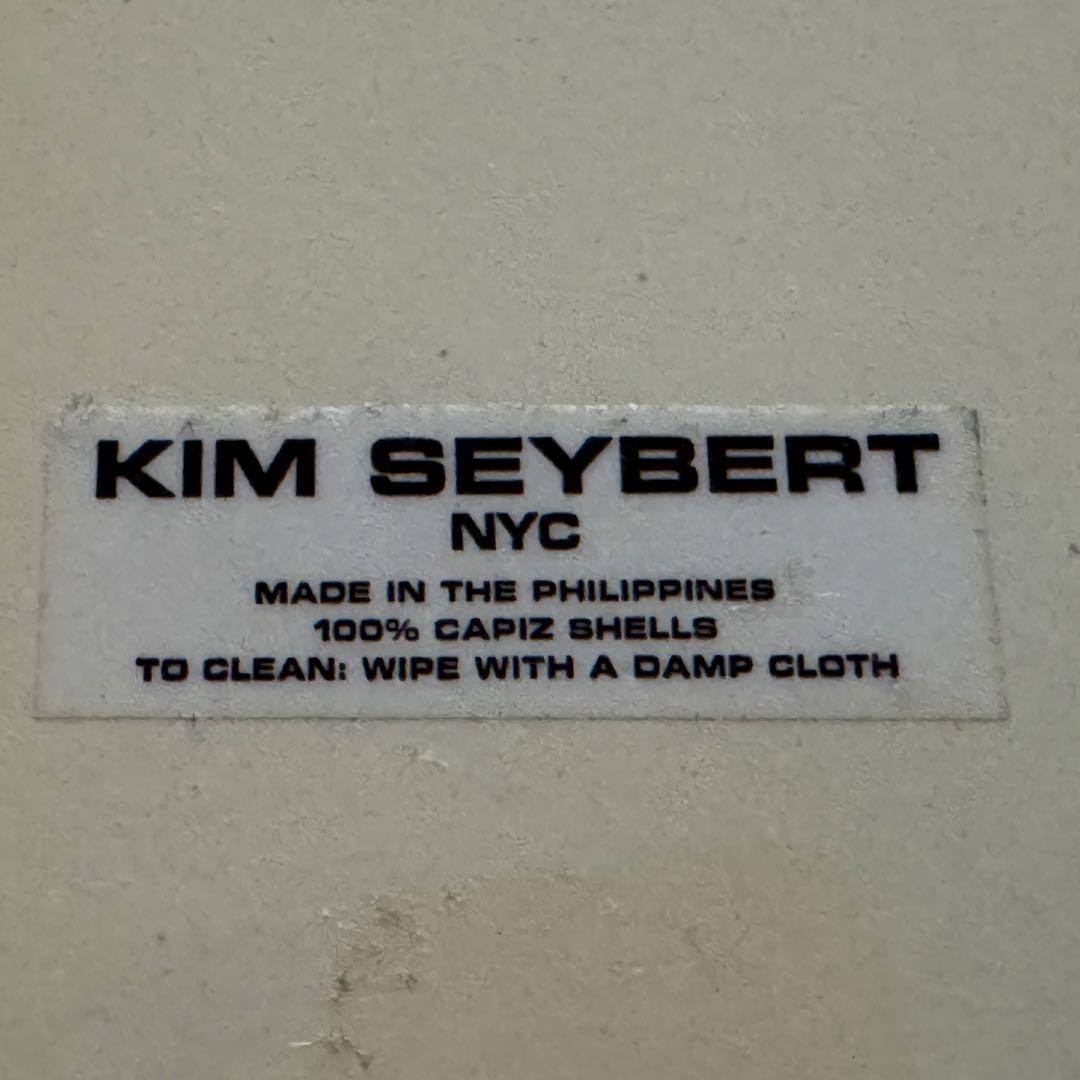 KIM SEYBERT
NYC
MADE IN THE PHILIPPINES
100% CAPIZ SHELLS
TO CLEAN: WIPE WITH A DAMP CLOTH